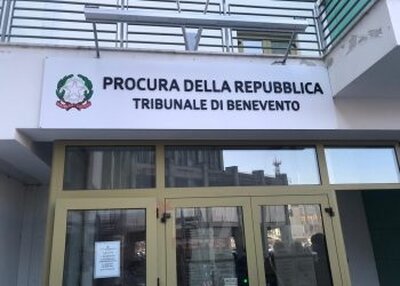 PROCURA DELLA REPUBBLICA
TRIBUNALE DI BENEVENTO